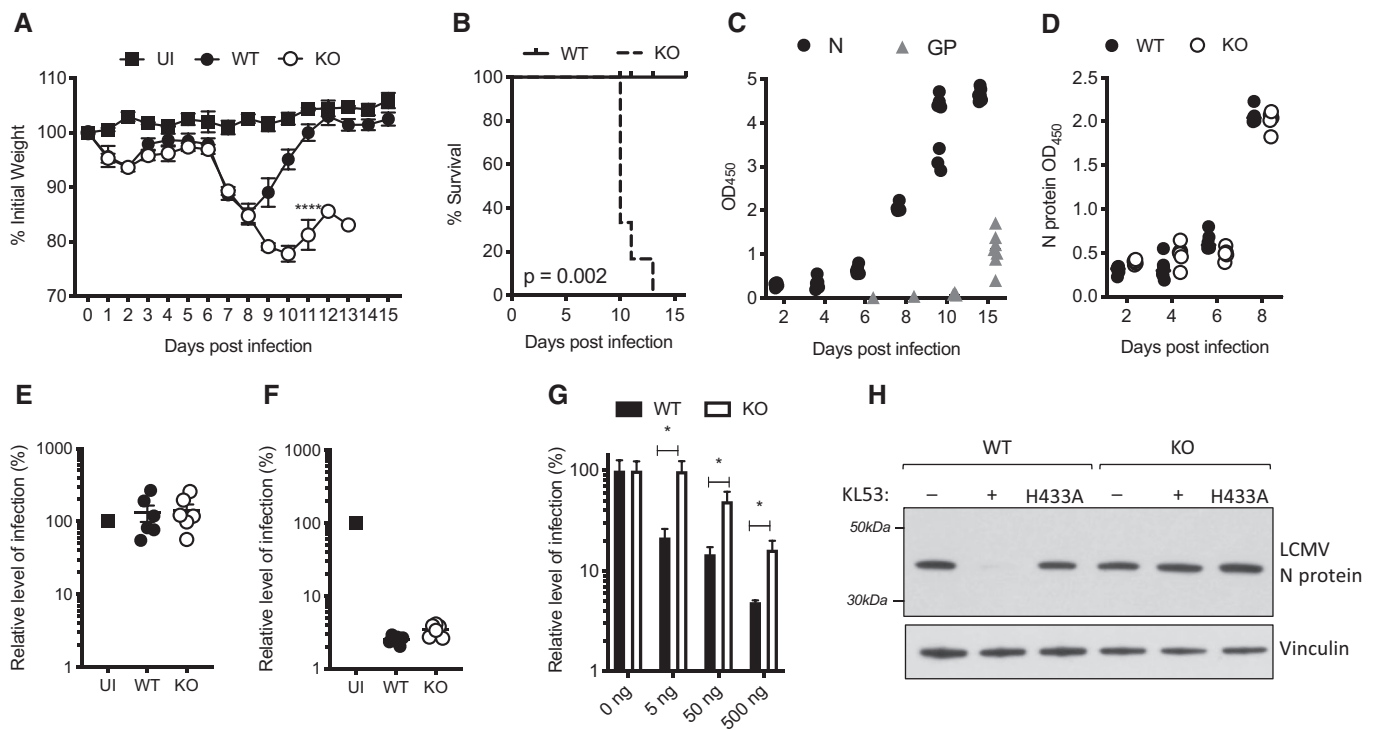 A
UI WT KO
% Initial Weight
110
100
90
80
70
****
0 1 2 3 4 5 6 7 8 9 10 11 12 13 14 15
Days post infection
B
WT KO
% Survival
100
80
60
40
20
0
p = 0.002
0 5 10 15
Days post infection
C
N GP
OD450
5
4
3
2
1
0
2 4 6 8 10 15
Days post infection
D
WT KO
N protein OD450
2.5
2.0
1.5
1.0
0.5
0.0
2 4 6 8
Days post infection
E
Relative level of infection (%)
1000
100
10
1
UI WT KO
F
Relative level of infection (%)
1000
100
10
1
UI WT KO
G
WT KO
Relative level of infection (%)
100
10
1
*
*
*
0 ng 5 ng 50 ng 500 ng
H
WT KO
KL53: – + H433A – + H433A
50kDa
30kDa
LCMV
N protein
Vinculin